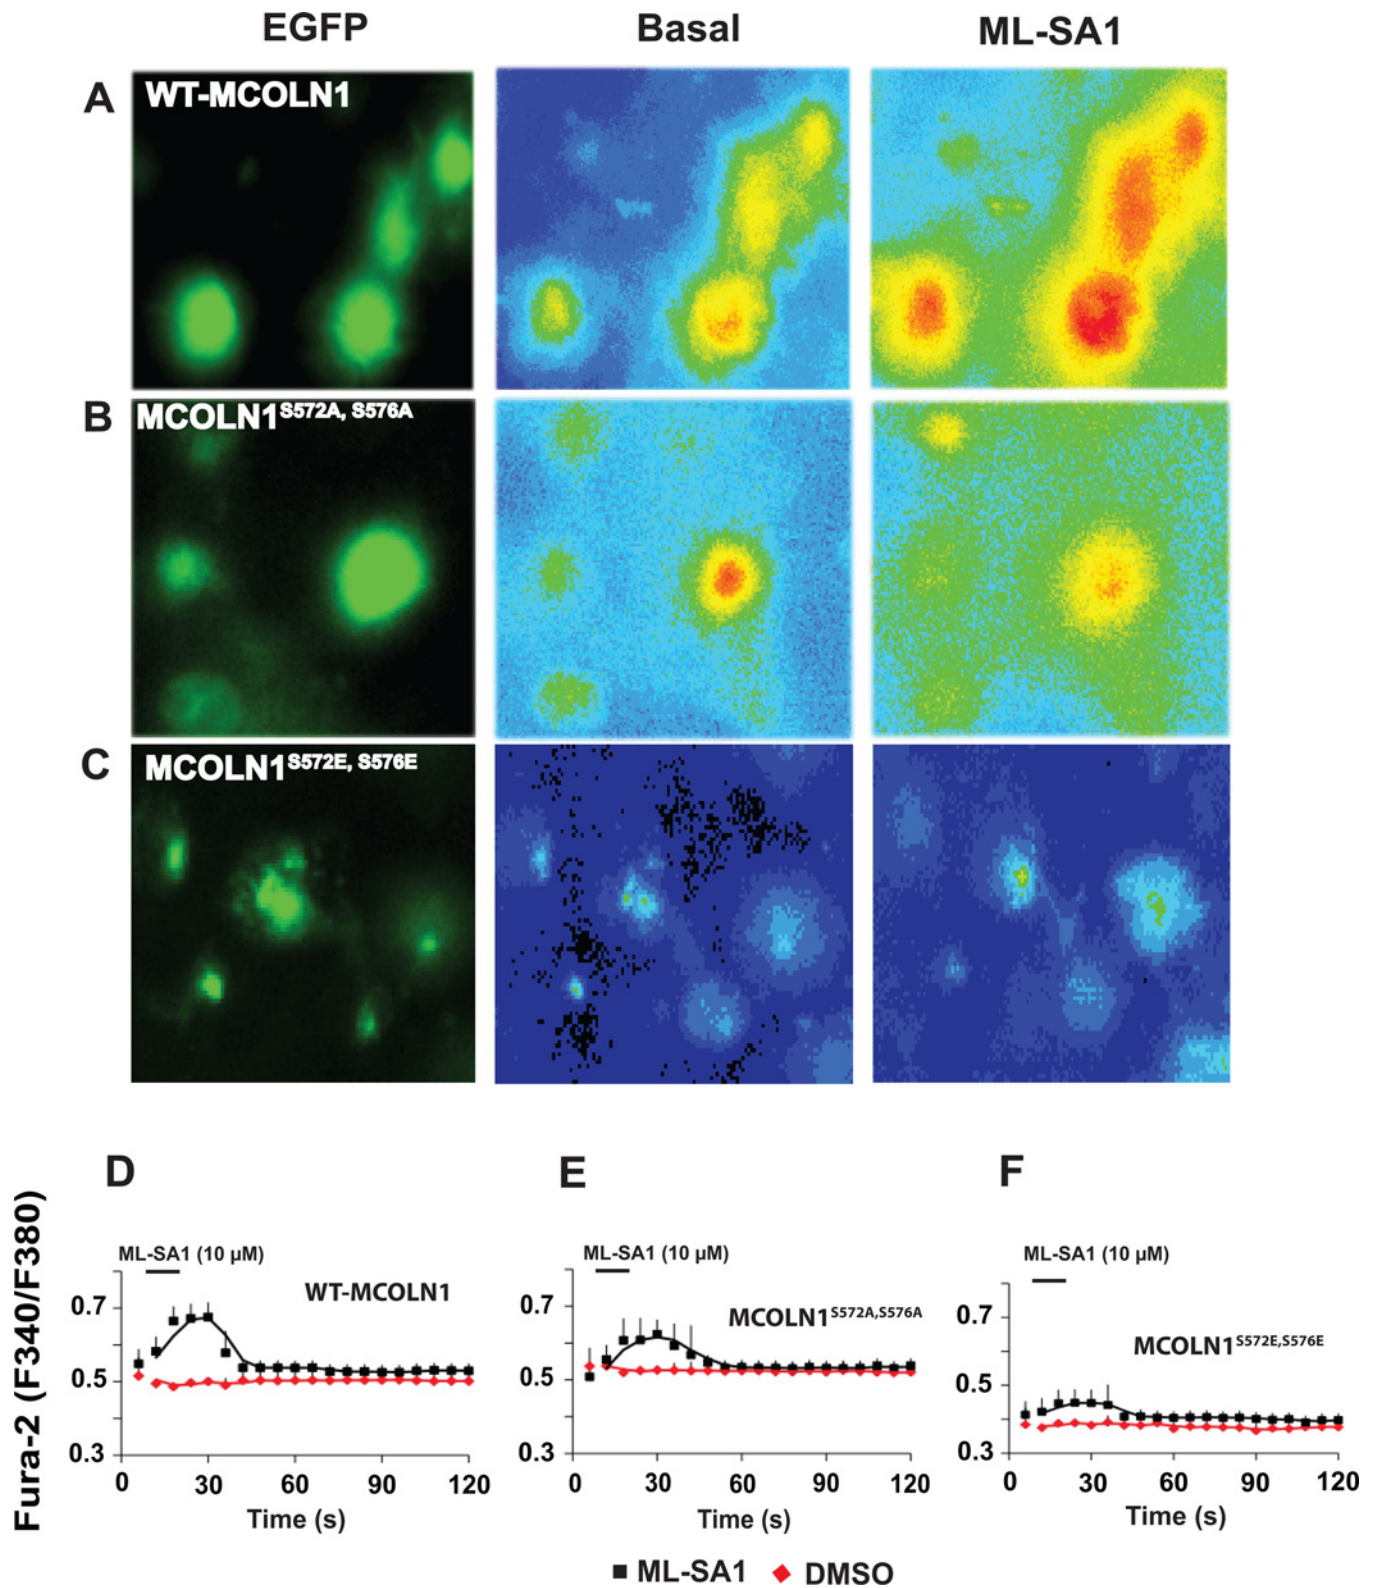 EGFP Basal ML-SA1
A WT-MCOLN1
B MCOLN1S572A, S576A
C MCOLN1S572E, S576E
D E F
Fura-2 (F340/F380)
ML-SA1 (10 µM)
WT-MCOLN1
0.7
0.5
0.3
0 30 60 90 120
Time (s)
ML-SA1 (10 µM)
MCOLN1S572A,S576A
0.7
0.5
0.3
0 30 60 90 120
Time (s)
ML-SA1 (10 µM)
MCOLN1S572E,S576E
0.7
0.5
0.3
0 30 60 90 120
Time (s)
ML-SA1 DMSO